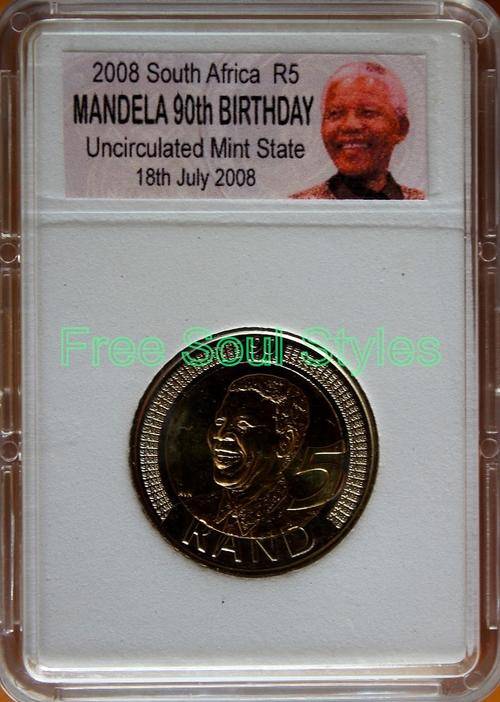 2008 South Africa R5
MANDELA 90th BIRTHDAY
Uncirculated Mint State
18th July 2008
Free Soul Styles
5
RAND